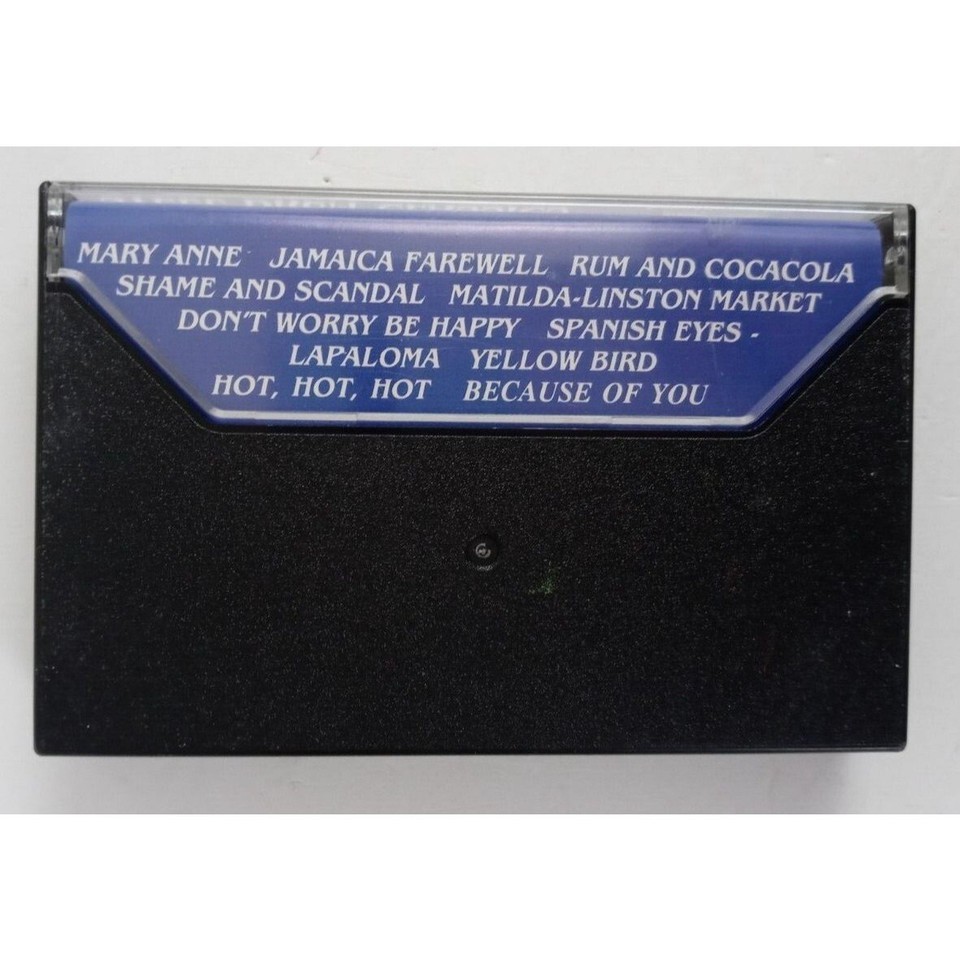 MARY ANNE JAMAICA FAREWELL RUM AND COCACOLA
SHAME AND SCANDAL MATILDA-LINSTON MARKET
DON'T WORRY BE HAPPY SPANISH EYES -
LAPALOMA YELLOW BIRD
HOT, HOT, HOT BECAUSE OF YOU